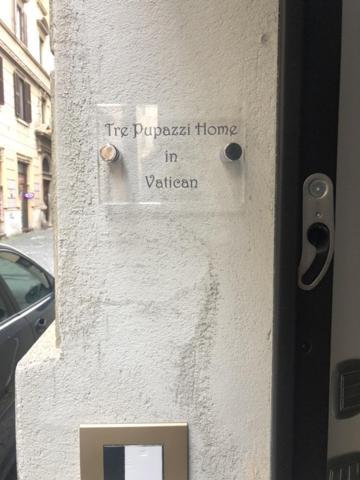 Tre Pupazzi Home
in
Vatican